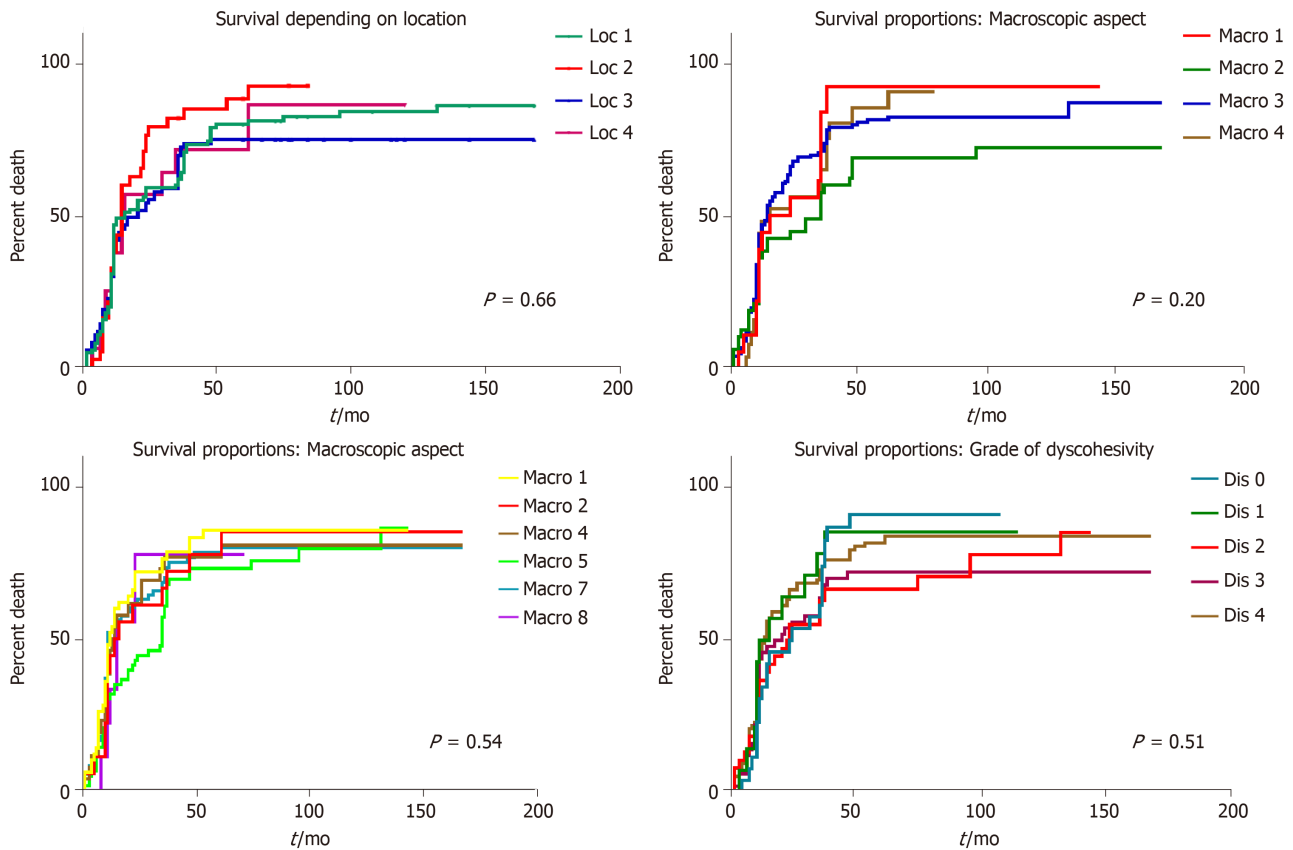 Survival depending on location
100
50
0
Percent death
0 50 100 150 200
t/mo
Loc 1
Loc 2
Loc 3
Loc 4
P = 0.66
Survival proportions: Macroscopic aspect
100
50
0
Percent death
0 50 100 150 200
t/mo
Macro 1
Macro 2
Macro 3
Macro 4
P = 0.20
Survival proportions: Macroscopic aspect
100
50
0
Percent death
0 50 100 150 200
t/mo
Macro 1
Macro 2
Macro 4
Macro 5
Macro 7
Macro 8
P = 0.54
Survival proportions: Grade of dyscohesivity
100
50
0
Percent death
0 50 100 150 200
t/mo
Dis 0
Dis 1
Dis 2
Dis 3
Dis 4
P = 0.51